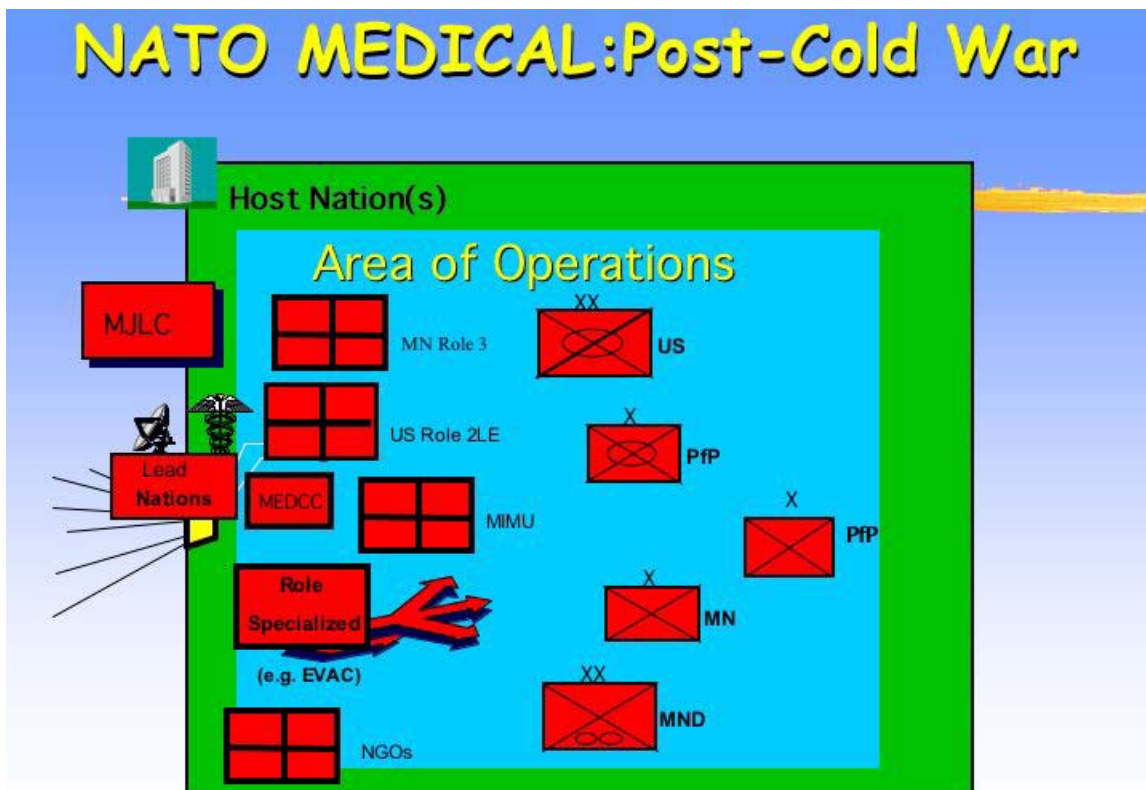 NATO MEDICAL:Post-Cold War
Host Nation(s)
Area of Operations
MJLC
MN Role 3
XX
US
US Role 2LE
X
PfP
Lead
Nations
MEDCC
MIMU
X
PfP
Role
Specialized
(e.g. EVAC)
X
MN
XX
MND
NGOs